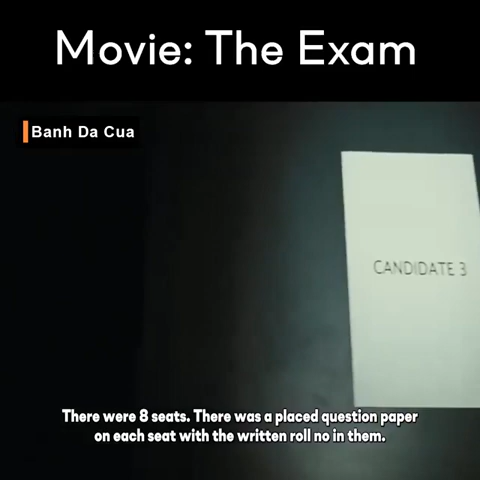 Movie: The Exam
Banh Da Cua
CANDIDATE 3
There were 8 seats. There was a placed question paper
on each seat with the written roll no in them.